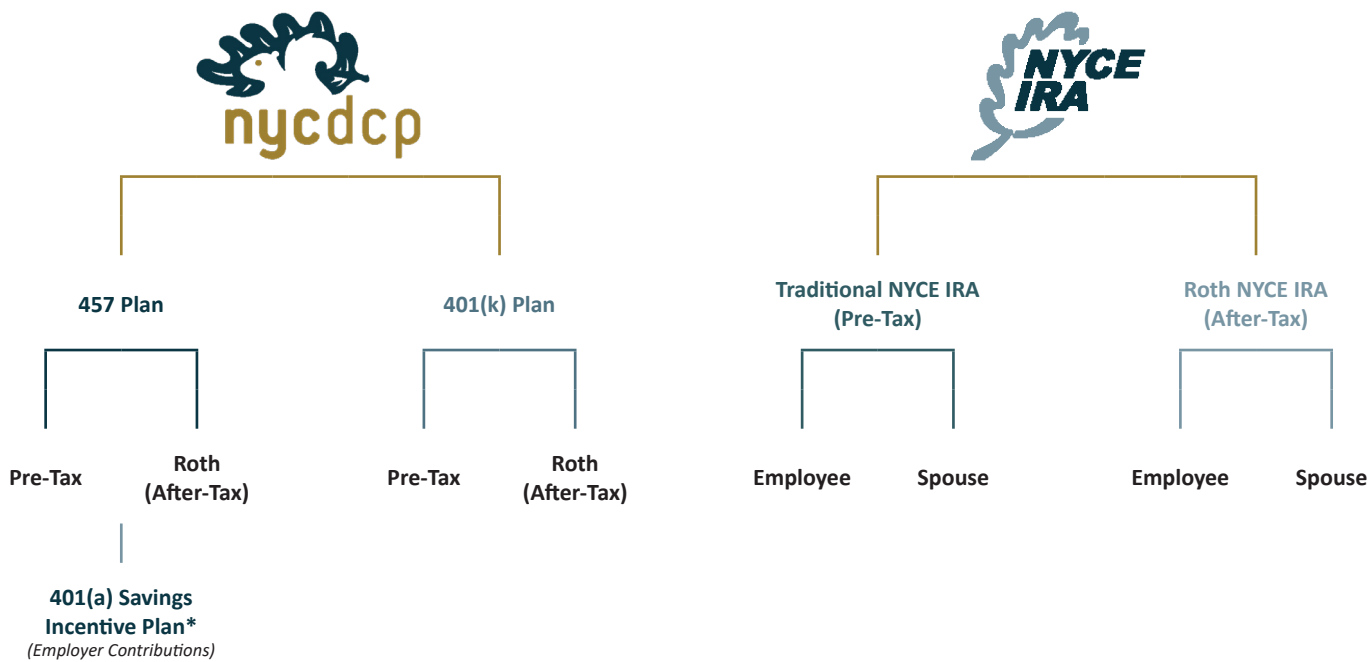 nycdcp
NYCE
IRA
457 Plan
401(k) Plan
Traditional NYCE IRA
(Pre-Tax)
Roth NYCE IRA
(After-Tax)
Pre-Tax
Roth
(After-Tax)
Pre-Tax
Roth
(After-Tax)
Employee
Spouse
Employee
Spouse
401(a) Savings
Incentive Plan*
(Employer Contributions)